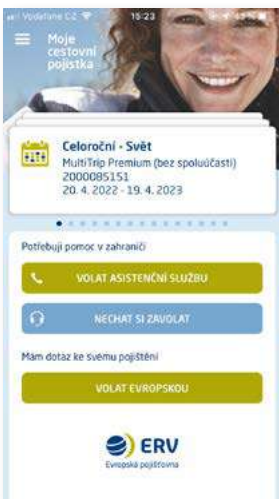 Vodafone CZ 15:23 43 %
Moje
cestovní
pojistka
Celoroční - Svět
MultiTrip Premium (bez spoluúčasti)
2000085151
20. 4. 2022 - 19. 4. 2023
Potřebuji pomoc v zahraničí
VOLAT ASISTENČNÍ SLUŽBU
NECHAT SI ZAVOLAT
Mám dotaz ke svému pojištění
VOLAT EVROPSKOU
ERV
Evropská pojišťovna